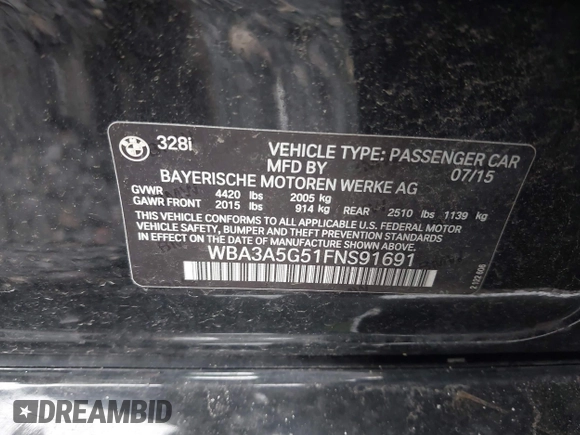 328i
VEHICLE TYPE: PASSENGER CAR
MFD BY 07/15
BAYERISCHE MOTOREN WERKE AG
GVWR 4420 lbs 2005 kg
GAWR FRONT 2015 lbs 914 kg REAR 2510 lbs 1139 kg
THIS VEHICLE CONFORMS TO ALL APPLICABLE U.S. FEDERAL MOTOR
VEHICLE SAFETY, BUMPER AND THEFT PREVENTION STANDARDS IN
EFFECT ON THE DATE OF MANUFACTURE SHOWN ABOVE.
WBA3A5G51FNS91691
DREAMBID